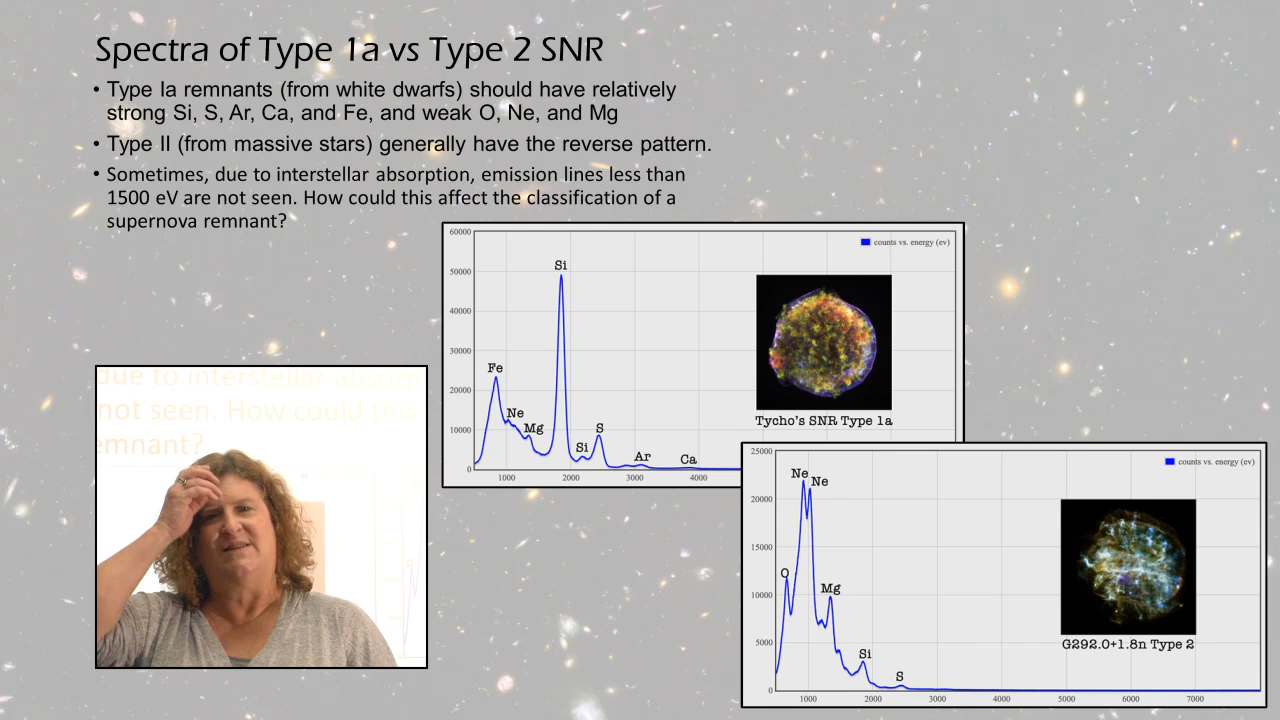 Spectra of Type 1a vs Type 2 SNR
• Type Ia remnants (from white dwarfs) should have relatively
strong Si, S, Ar, Ca, and Fe, and weak O, Ne, and Mg
• Type II (from massive stars) generally have the reverse pattern.
• Sometimes, due to interstellar absorption, emission lines less than
1500 eV are not seen. How could this affect the classification of a
supernova remnant?
60000
50000
40000
30000
20000
10000
0
1000 2000 3000 4000
counts vs. energy (ev)
Fe
Ne
Mg
Si
Si
S
Ar
Ca
Tycho's SNR Type 1a
due to interstellar absorp
not seen. How could this
emnant?
25000
20000
15000
10000
5000
0
1000 2000 3000 4000 5000 6000 7000
counts vs. energy (ev)
O
Ne
Ne
Mg
Si
S
G292.0+1.8n Type 2